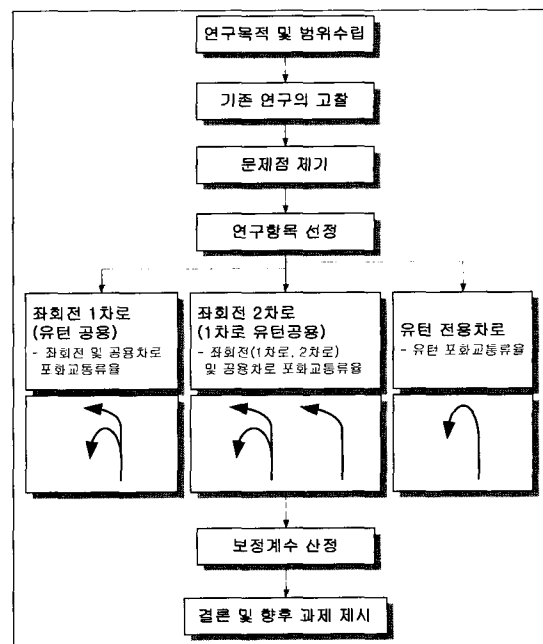 연구목적 및 범위수립
기존 연구의 고찰
문제점 제기
연구항목 선정
좌회전 1차로
(유턴 공용)
- 좌회전 및 공용차로
포화교통류율
좌회전 2차로
(1차로 유턴공용)
- 좌회전(1차로, 2차로)
및 공용차로 포화교통류율
유턴 전용차로
- 유턴 포화교통류율
보정계수 산정
결론 및 향후 과제 제시